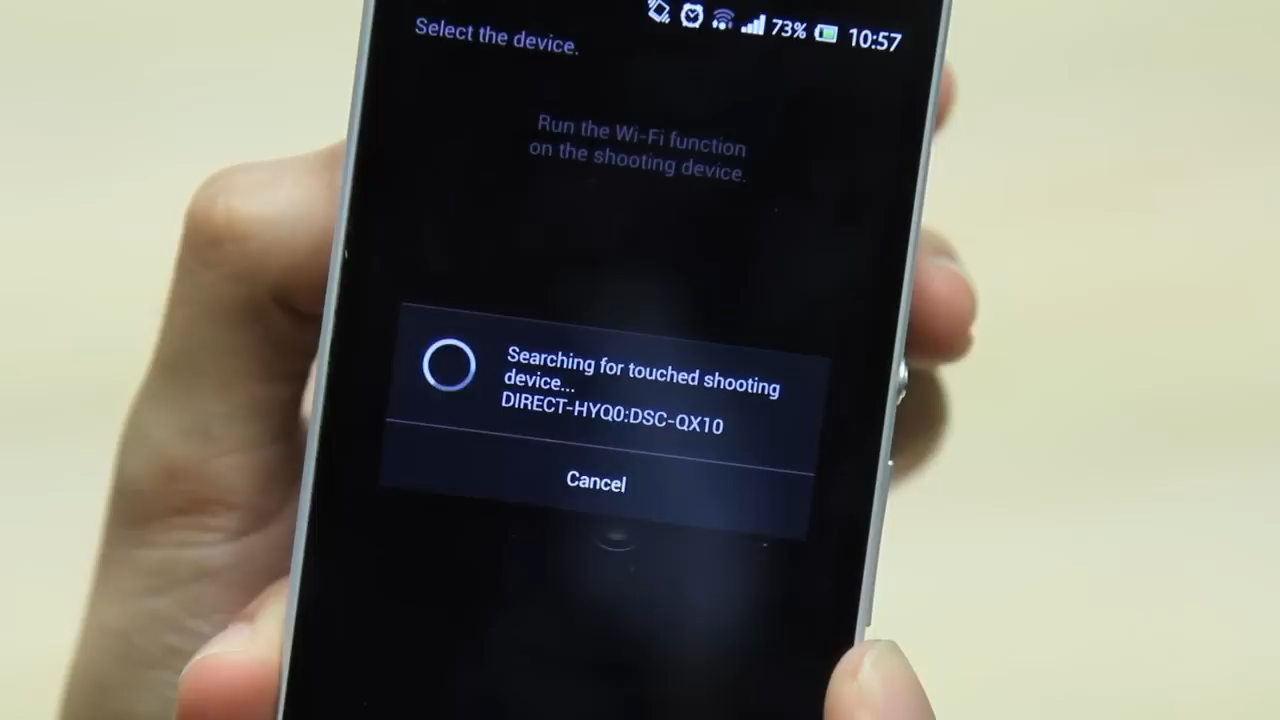 73% 10:57
Select the device.
Run the Wi-Fi function
on the shooting device.
Searching for touched shooting
device...
DIRECT-HYQ0:DSC-QX10
Cancel